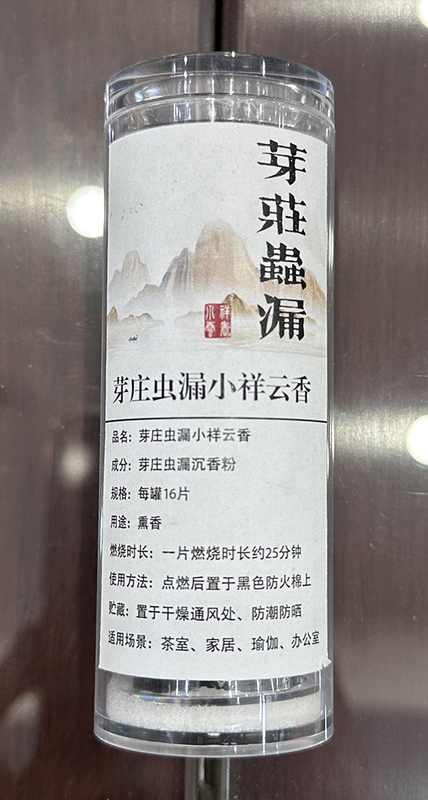 芽莊蟲漏
祥云
小香
芽庄虫漏小祥云香
品名：芽庄虫漏小祥云香
成分：芽庄虫漏沉香粉
规格：每罐16片
用途：熏香
燃烧时长：一片燃烧时长约25分钟
使用方法：点燃后置于黑色防火棉上
贮藏：置于干燥通风处、防潮防晒
适用场景：茶室、家居、瑜伽、办公室